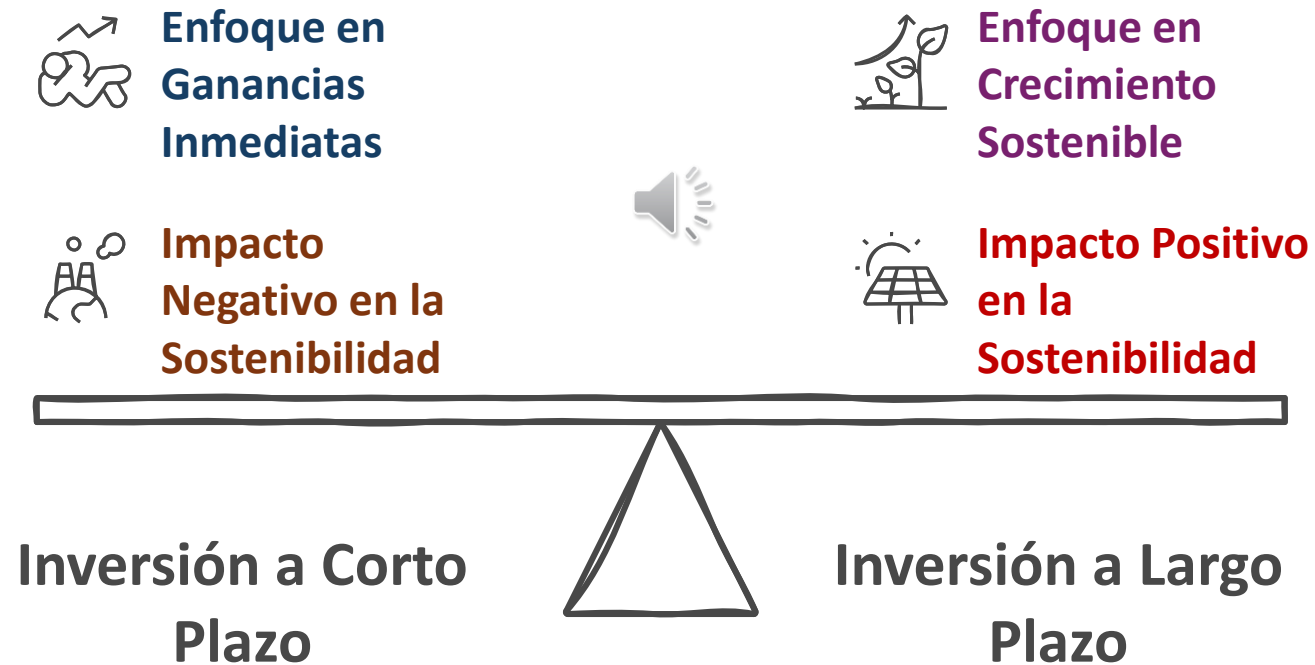 Enfoque en
Ganancias
Inmediatas
Impacto
Negativo en la
Sostenibilidad
Enfoque en
Crecimiento
Sostenible
Impacto Positivo
en la
Sostenibilidad
Inversión a Corto
Plazo
Inversión a Largo
Plazo